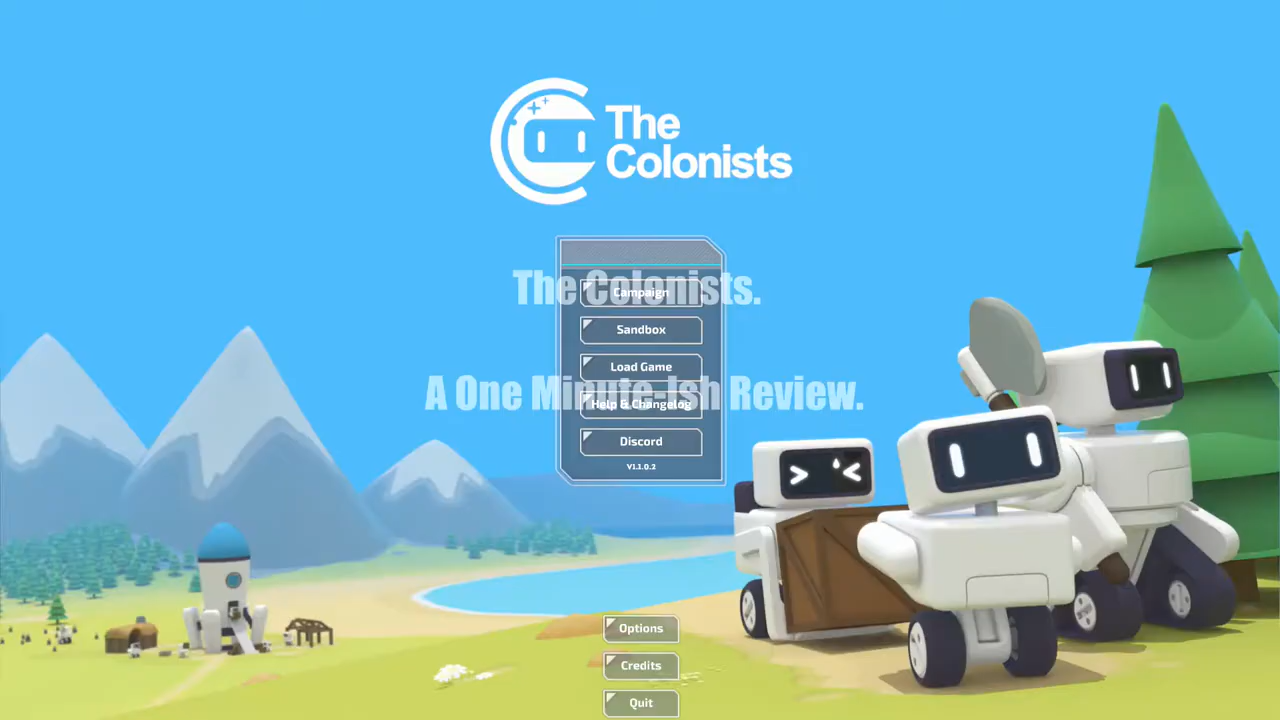 The
Colonists
The Colonists.
Campaign
Sandbox
Load Game
A One Minute-Ish Review.
Help & Changelog
Discord
V1.1.0.2
Options
Credits
Quit